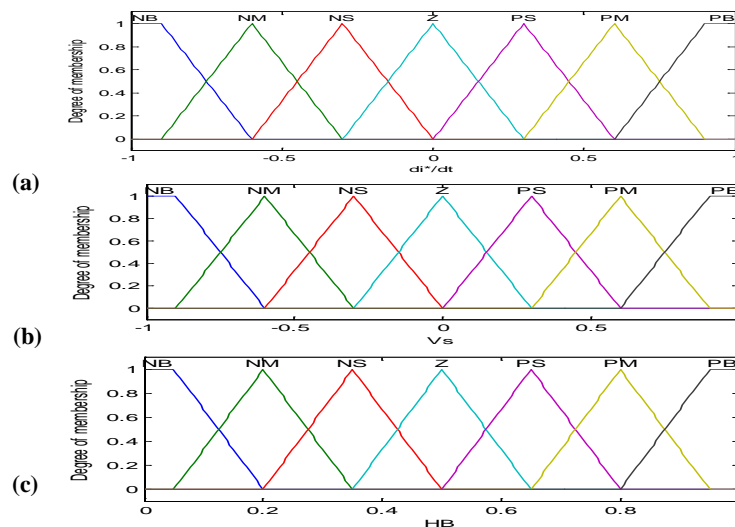 NB NM NS Z PS PM PB
Degree of membership
1
0.8
0.6
0.4
0.2
0
-1 -0.5 0 0.5 1
di*/dt
(a)
NB NM NS Z PS PM PB
Degree of membership
1
0.8
0.6
0.4
0.2
0
-1 -0.5 0 0.5
Vs
(b)
NB NM NS Z PS PM PB
Degree of membership
1
0.8
0.6
0.4
0.2
0
0 0.2 0.4 0.6 0.8
HB
(c)